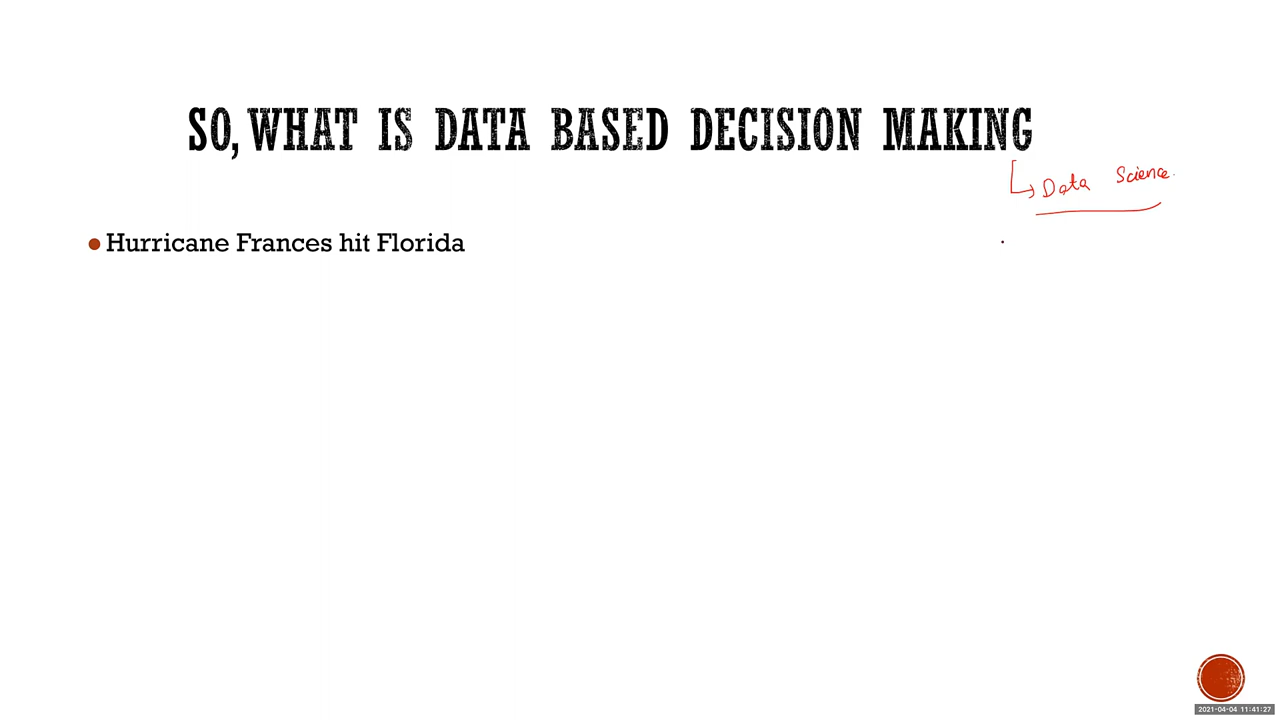 SO, WHAT IS DATA BASED DECISION MAKING
Data Science.
Hurricane Frances hit Florida
2021-04-04 11:41:27